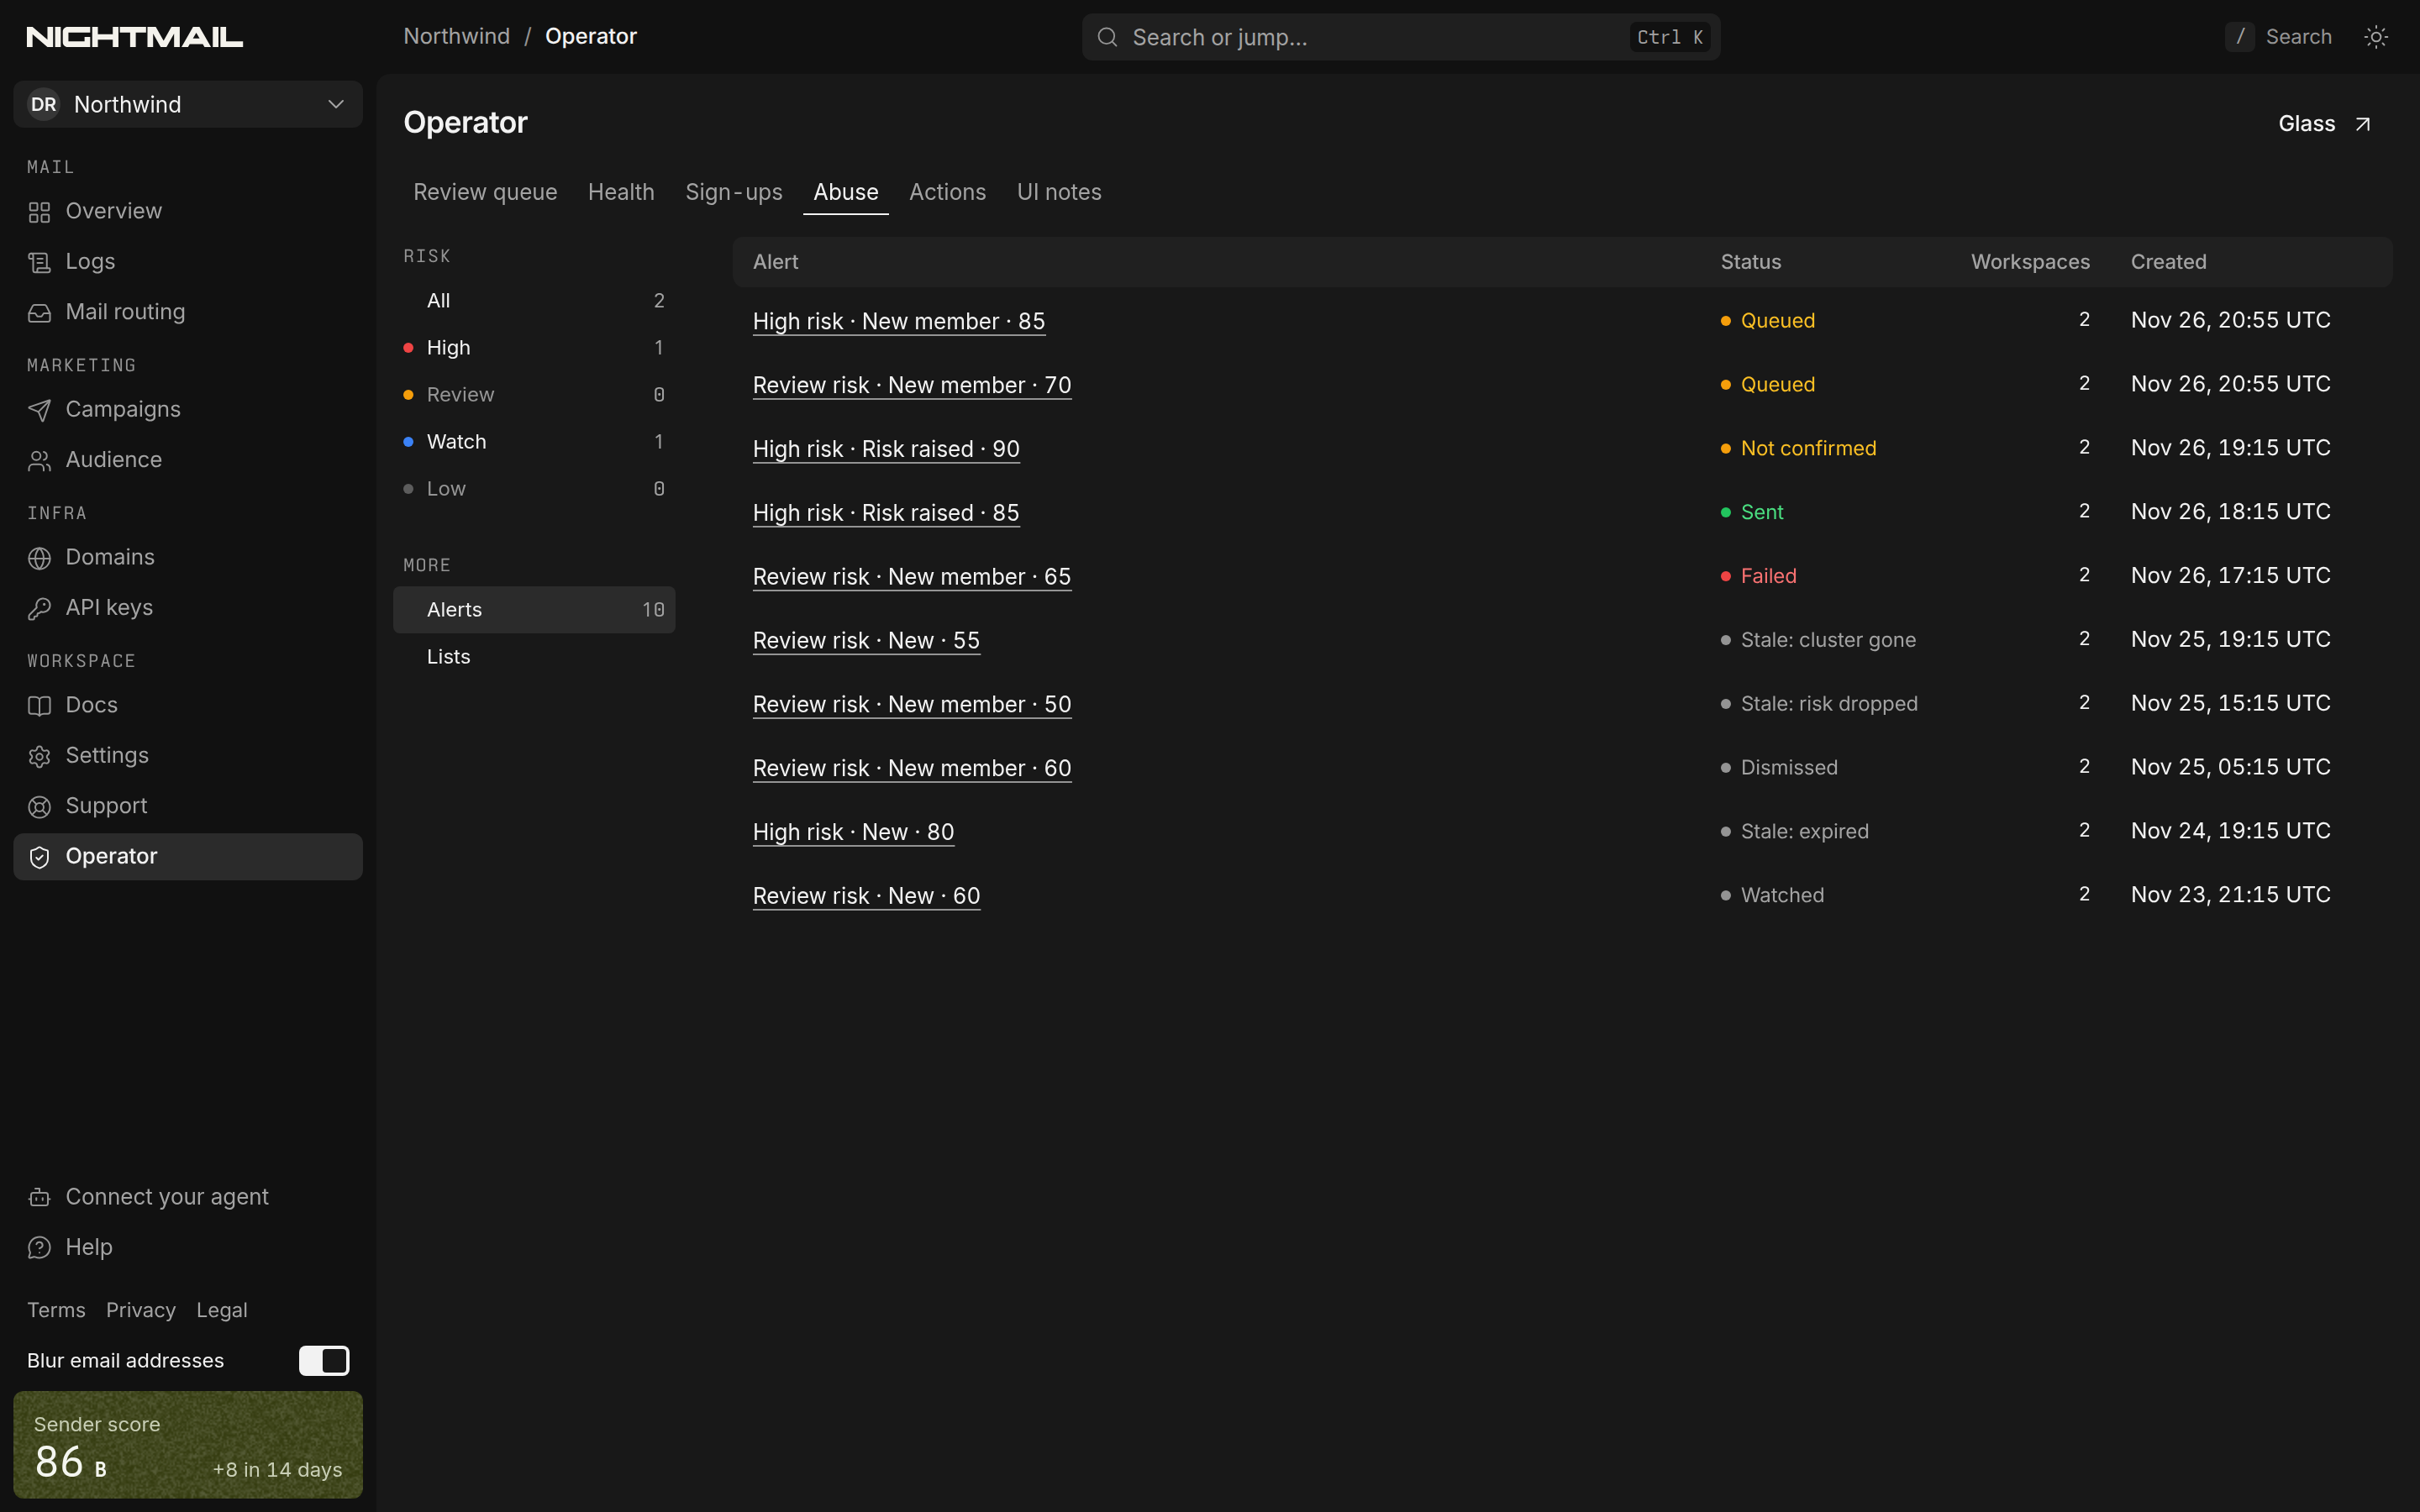 NIGHTMAIL
Northwind / Operator
Search or jump...
Ctrl K
/ Search
DR Northwind
MAIL
Overview
Logs
Mail routing
MARKETING
Campaigns
Audience
INFRA
Domains
API keys
WORKSPACE
Docs
Settings
Support
Operator
Connect your agent
Help
Terms Privacy Legal
Blur email addresses
Sender score
86 B +8 in 14 days
Operator
Glass
Review queue Health Sign-ups Abuse Actions UI notes
RISK
All 2
High 1
Review 0
Watch 1
Low 0
MORE
Alerts 10
Lists
Alert Status Workspaces Created
High risk · New member · 85 Queued 2 Nov 26, 20:55 UTC
Review risk · New member · 70 Queued 2 Nov 26, 20:55 UTC
High risk · Risk raised · 90 Not confirmed 2 Nov 26, 19:15 UTC
High risk · Risk raised · 85 Sent 2 Nov 26, 18:15 UTC
Review risk · New member · 65 Failed 2 Nov 26, 17:15 UTC
Review risk · New · 55 Stale: cluster gone 2 Nov 25, 19:15 UTC
Review risk · New member · 50 Stale: risk dropped 2 Nov 25, 15:15 UTC
Review risk · New member · 60 Dismissed 2 Nov 25, 05:15 UTC
High risk · New · 80 Stale: expired 2 Nov 24, 19:15 UTC
Review risk · New · 60 Watched 2 Nov 23, 21:15 UTC